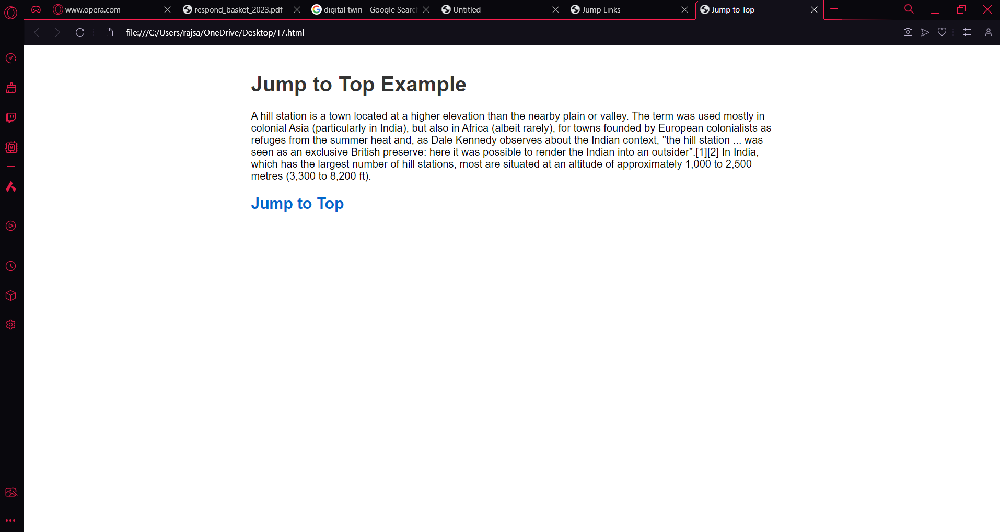 www.opera.com
respond_basket_2023.pdf
digital twin - Google Searc
Untitled
Jump Links
Jump to Top
file:///C:/Users/rajsa/OneDrive/Desktop/T7.html
Jump to Top Example
A hill station is a town located at a higher elevation than the nearby plain or valley. The term was used mostly in
colonial Asia (particularly in India), but also in Africa (albeit rarely), for towns founded by European colonialists as
refuges from the summer heat and, as Dale Kennedy observes about the Indian context, "the hill station ... was
seen as an exclusive British preserve: here it was possible to render the Indian into an outsider".[1][2] In India,
which has the largest number of hill stations, most are situated at an altitude of approximately 1,000 to 2,500
metres (3,300 to 8,200 ft).
Jump to Top